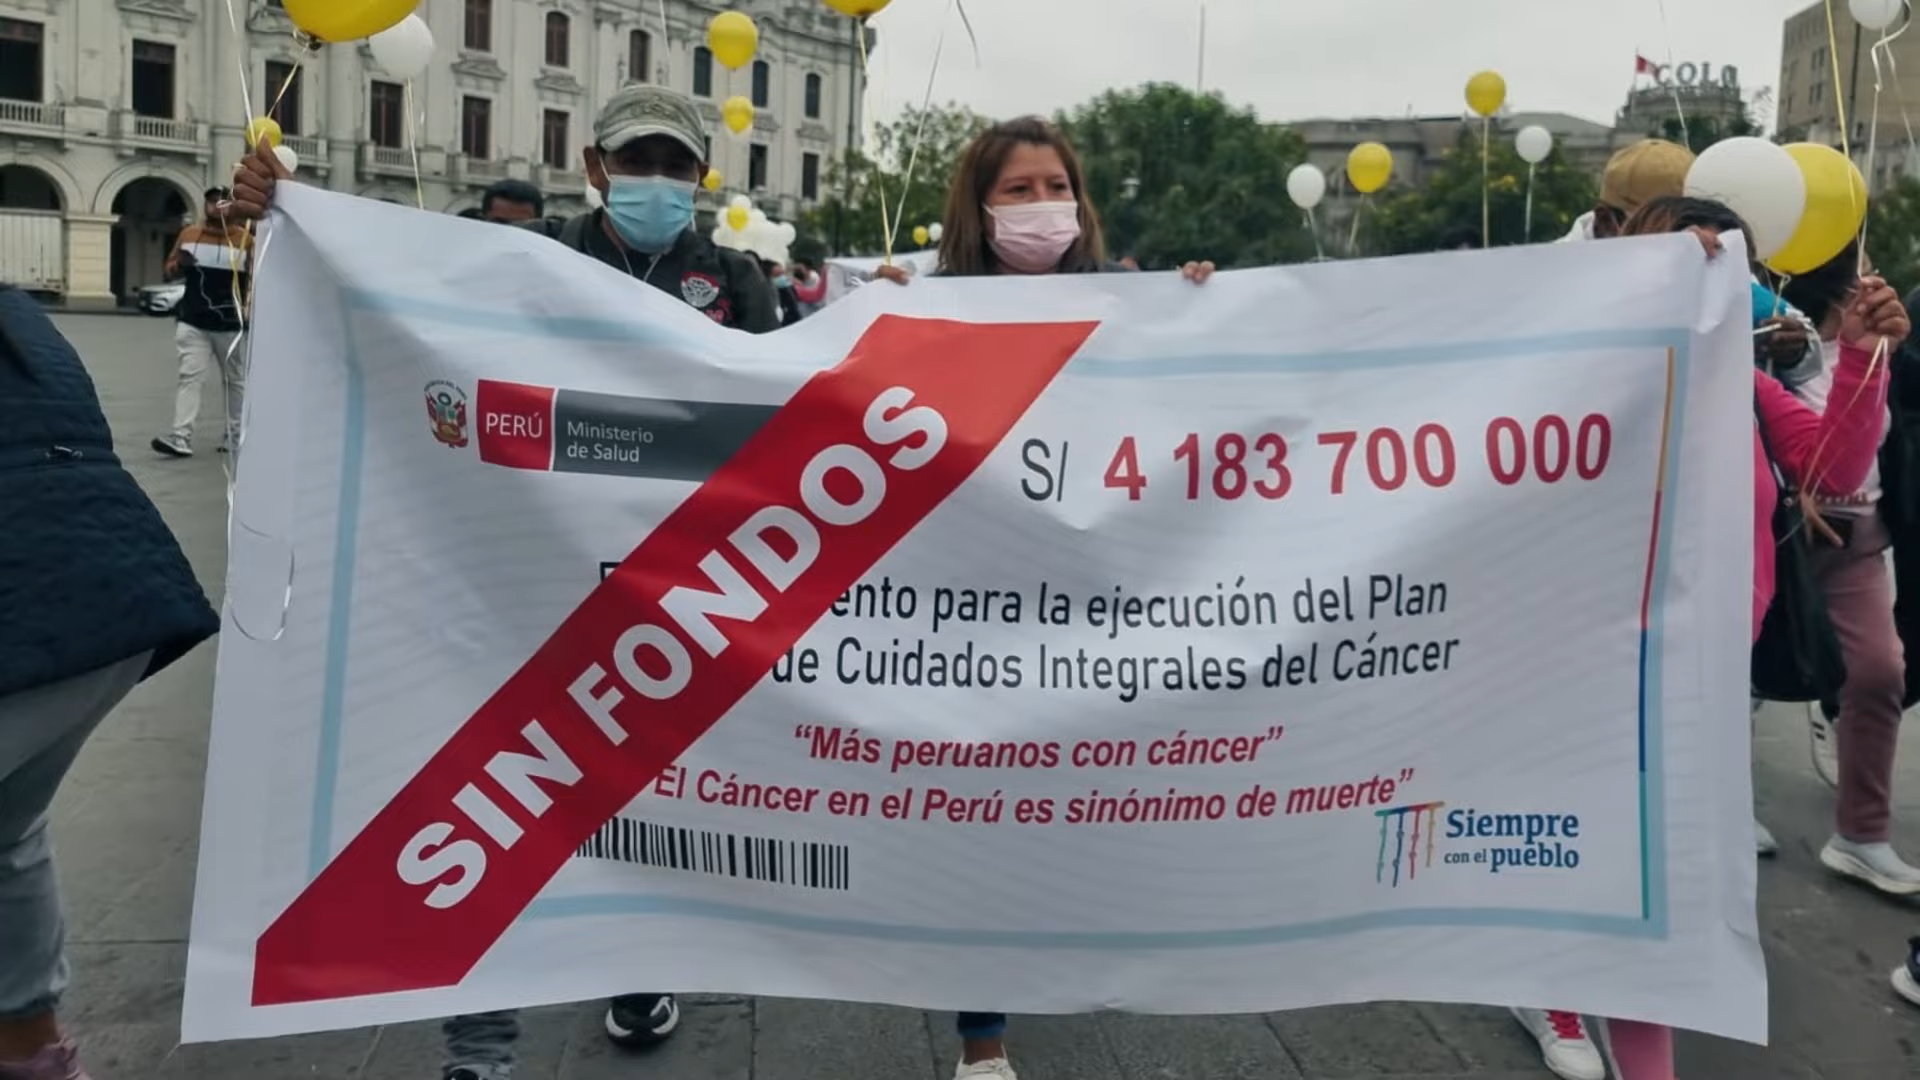 COLO
PERÚ
Ministerio
de Salud
S/ 4 183 700 000
SIN FONDOS
para la ejecución del Plan
de Cuidados Integrales del Cáncer
“Más peruanos con cáncer”
El Cáncer en el Perú es sinónimo de muerte”
Siempre
con el pueblo